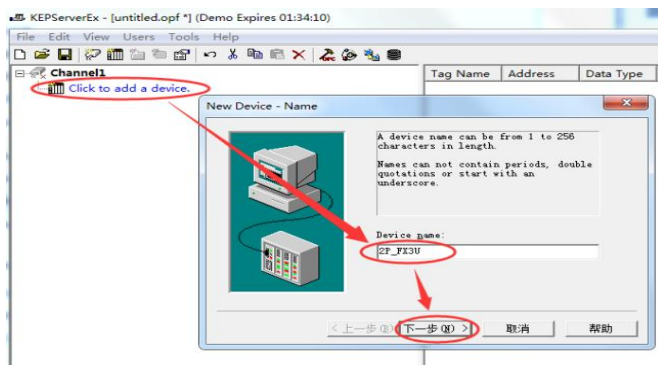 KEPServerEx - [untitled.opf *] (Demo Expires 01:34:10)
File Edit View Users Tools Help
Channel1
Click to add a device.
Tag Name Address Data Type
New Device - Name
A device name can be from 1 to 256
characters in length.
Names can not contain periods, double
quotations or start with an
underscore.
Device name:
2P_FX3U
< 上一步(B) 下一步(N) > 取消 帮助